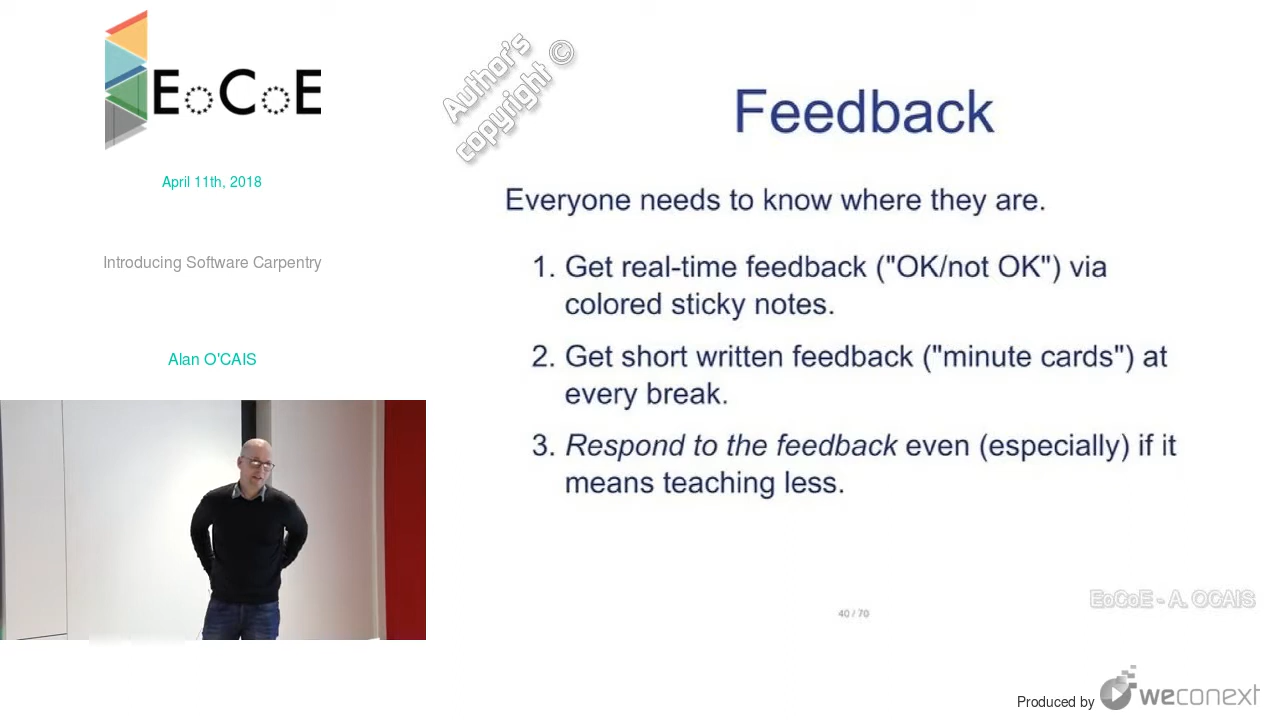 EoCoE
April 11th, 2018
Introducing Software Carpentry
Alan O'CAIS
Author's
copyright ©
Feedback
Everyone needs to know where they are.
1. Get real-time feedback ("OK/not OK") via
colored sticky notes.
2. Get short written feedback ("minute cards") at
every break.
3. Respond to the feedback even (especially) if it
means teaching less.
40 / 70
EoCoE - A. OCAIS
Produced by weconext